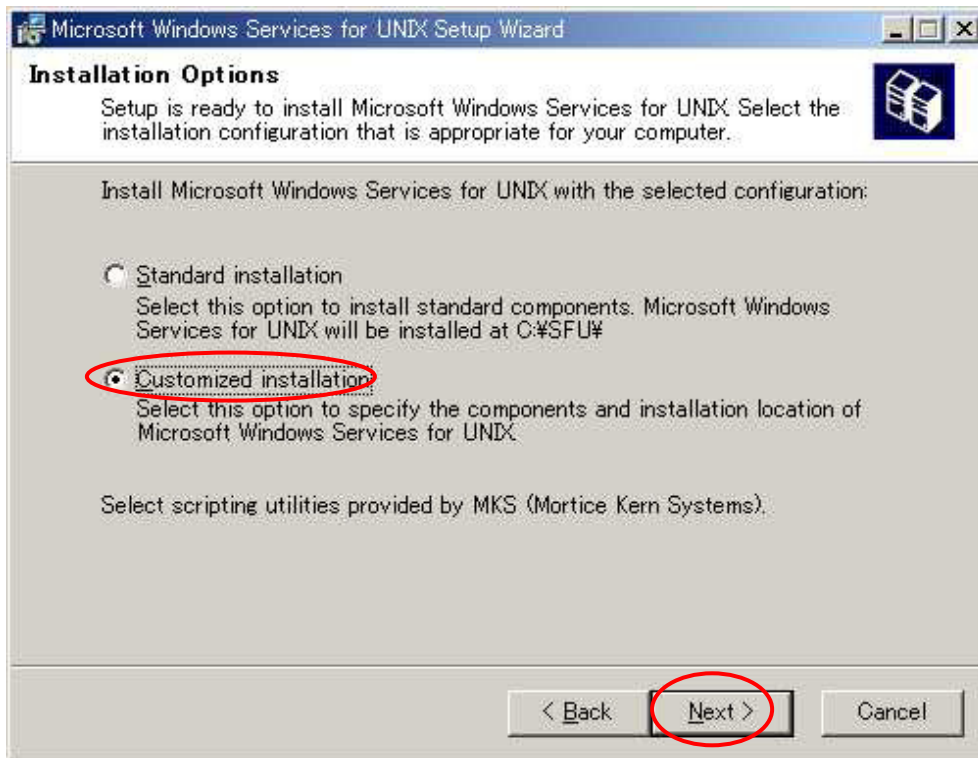 Microsoft Windows Services for UNIX Setup Wizard
Installation Options
Setup is ready to install Microsoft Windows Services for UNIX. Select the
installation configuration that is appropriate for your computer.
Install Microsoft Windows Services for UNIX with the selected configuration:
Standard installation
Select this option to install standard components. Microsoft Windows
Services for UNIX will be installed at C:¥SFU¥
Customized installation
Select this option to specify the components and installation location of
Microsoft Windows Services for UNIX.
Select scripting utilities provided by MKS (Mortice Kern Systems).
< Back
Next >
Cancel